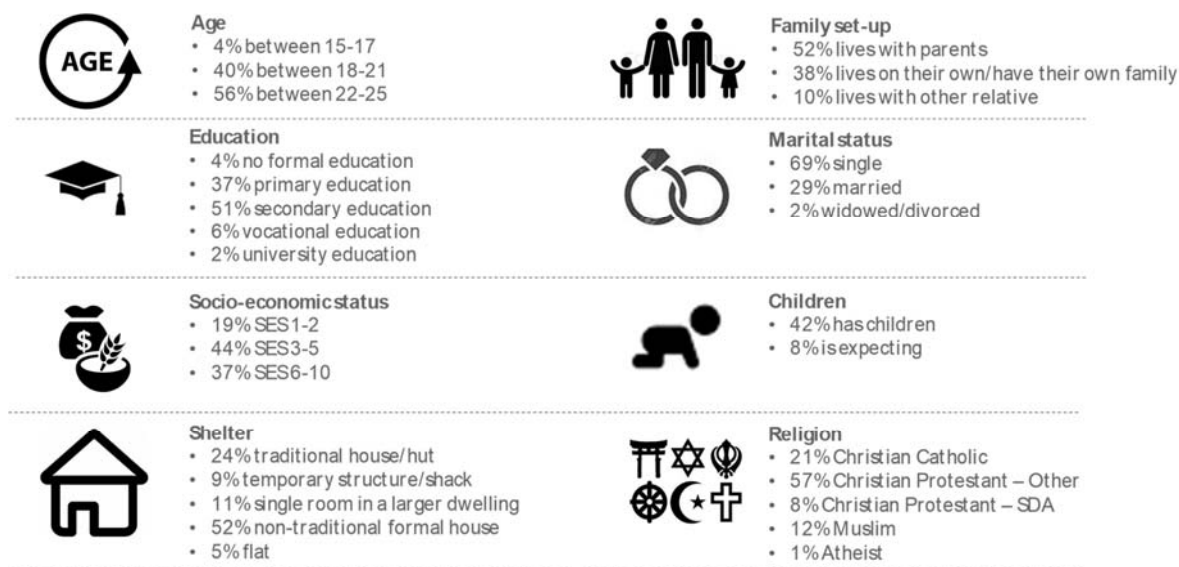 AGE
Age
• 4% between 15-17
• 40% between 18-21
• 56% between 22-25
Family set-up
• 52% lives with parents
• 38% lives on their own/have their own family
• 10% lives with other relative
Education
• 4% no formal education
• 37% primary education
• 51% secondary education
• 6% vocational education
• 2% university education
Marital status
• 69% single
• 29% married
• 2% widowed/divorced
$
Socio-economic status
• 19% SES1-2
• 44% SES3-5
• 37% SES6-10
Children
• 42% has children
• 8% is expecting
Shelter
• 24% traditional house/hut
• 9% temporary structure/shack
• 11% single room in a larger dwelling
• 52% non-traditional formal house
• 5% flat
Religion
• 21% Christian Catholic
• 57% Christian Protestant – Other
• 8% Christian Protestant – SDA
• 12% Muslim
• 1% Atheist